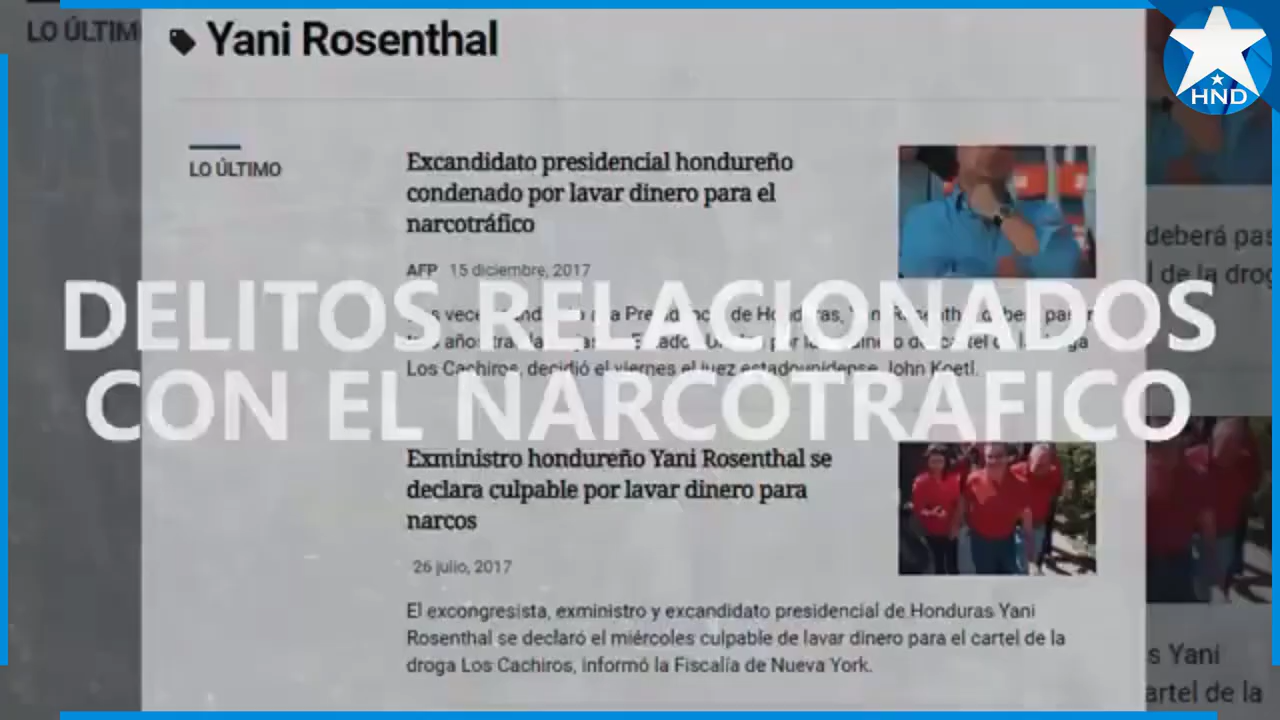 LO ÚLTIM
Yani Rosenthal
HND
LO ÚLTIMO
Excandidato presidencial hondureño
condenado por lavar dinero para el
narcotráfico
AFP 15 diciembre, 2017
deberá pas
l de la drog
DELITOS RELACIONADOS
CON EL NARCOTRÁFICO
de Honduras,
Los Cachiros, decidió el viernes el juez estadounidense John Koetl.
Exministro hondureño Yani Rosenthal se
declara culpable por lavar dinero para
narcos
26 julio, 2017
El excongresista, exministro y excandidato presidencial de Honduras Yani
Rosenthal se declaró el miércoles culpable de lavar dinero para el cartel de la
droga Los Cachiros, informó la Fiscalía de Nueva York.
s Yani
artel de la